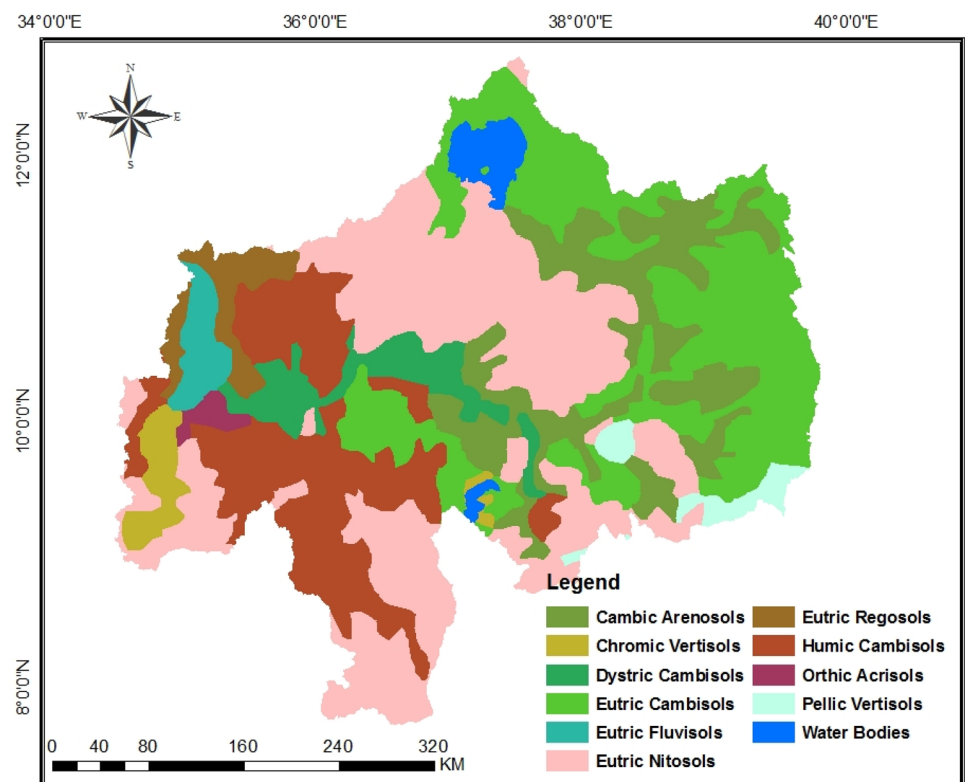 34°0'0"E 36°0'0"E 38°0'0"E 40°0'0"E
N
W E
S
12°0'0"N
10°0'0"N
8°0'0"N
Legend
Cambic Arenosols Eutric Regosols
Chromic Vertisols Humic Cambisols
Dystric Cambisols Orthic Acrisols
Eutric Cambisols Pellic Vertisols
Eutric Fluvisols Water Bodies
Eutric Nitosols
0 40 80 160 240 320
KM